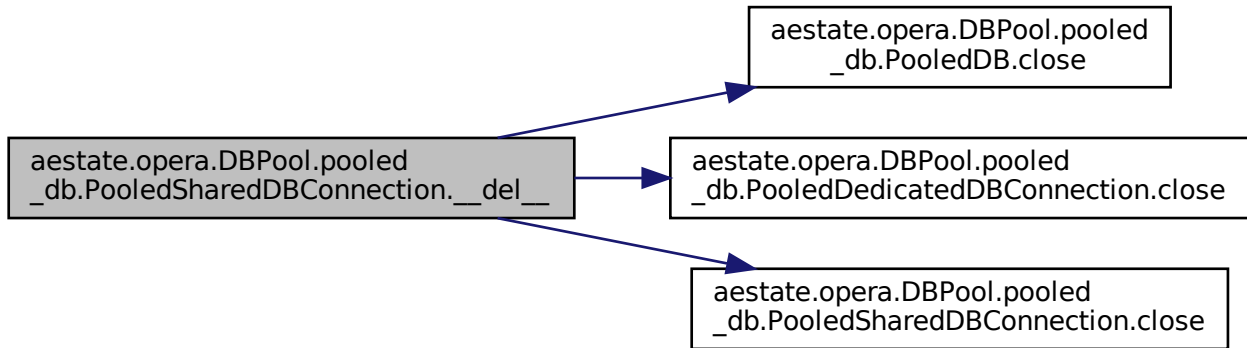 aestate.opera.DBPool.pooled
_db.PooledSharedDBConnection.__del__
aestate.opera.DBPool.pooled
_db.PooledDB.close
aestate.opera.DBPool.pooled
_db.PooledDedicatedDBConnection.close
aestate.opera.DBPool.pooled
_db.PooledSharedDBConnection.close